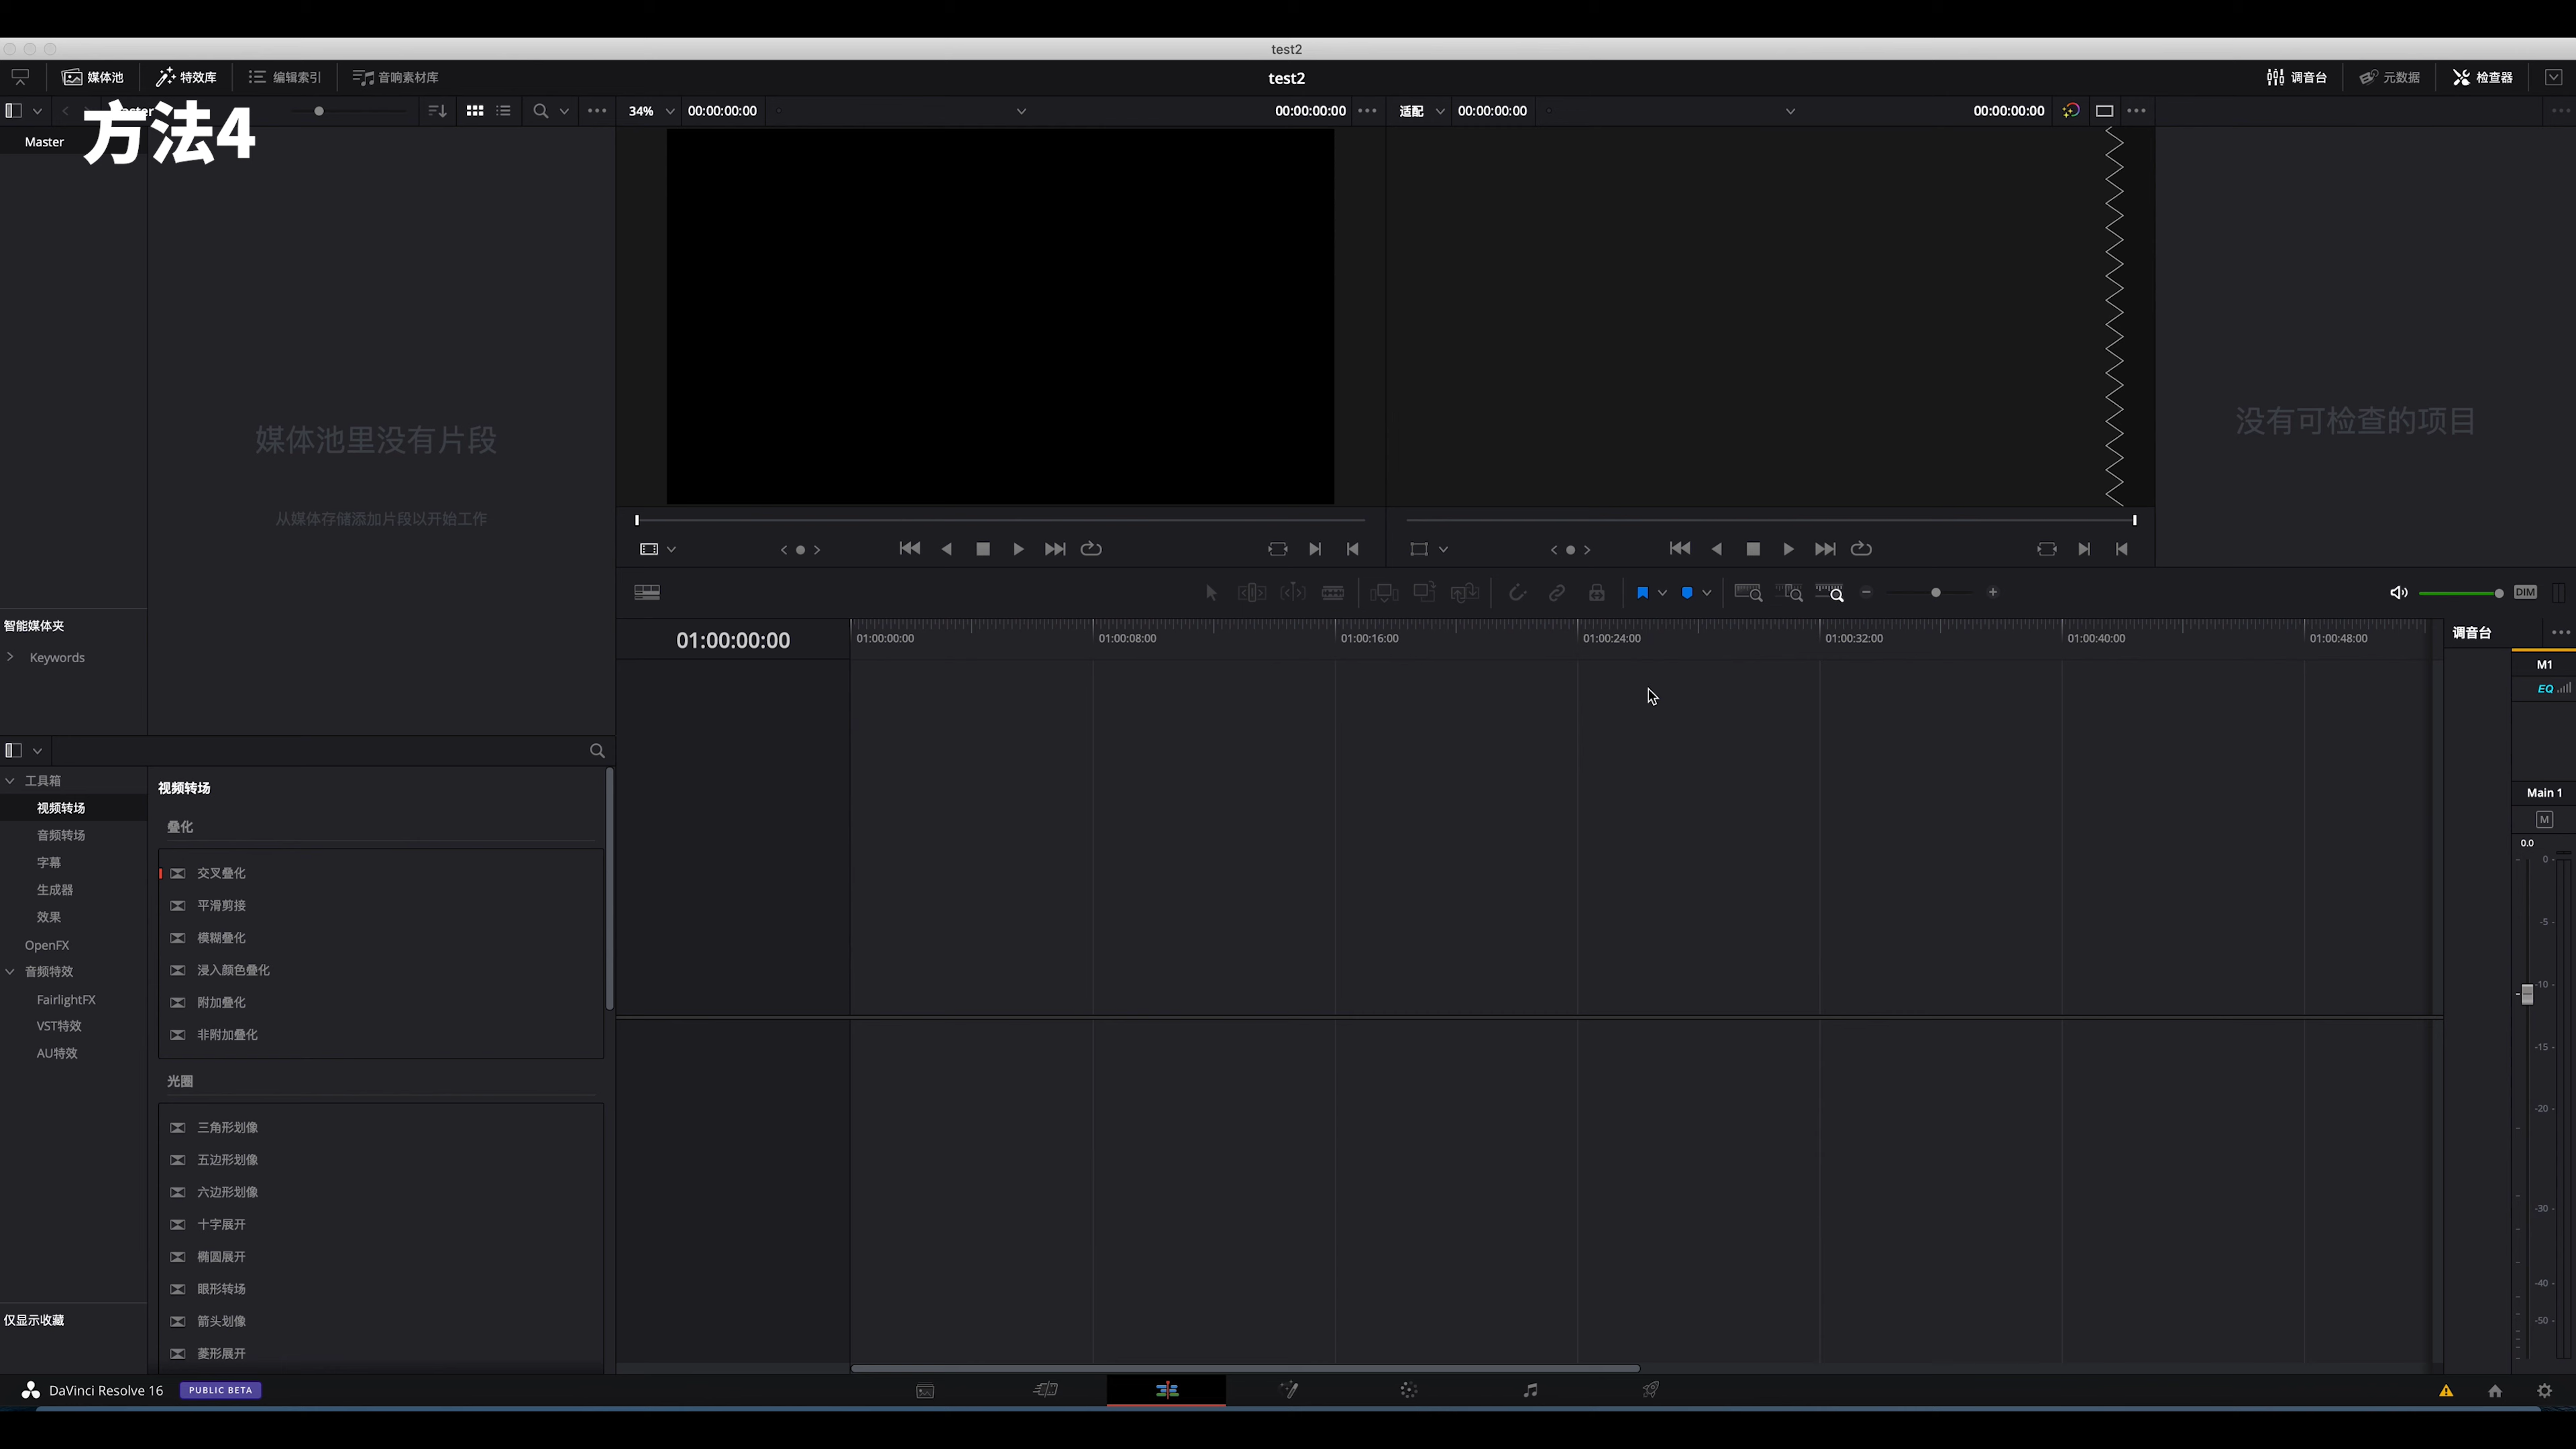 test2
媒体池
特效库
编辑索引
音响素材库
test2
调音台
元数据
检查器
方法4
34%
00:00:00:00
00:00:00:00
适配
00:00:00:00
00:00:00:00
Master
媒体池里没有片段
从媒体存储添加片段以开始工作
没有可检查的项目
智能媒体夹
Keywords
DIM
01:00:00:00
01:00:00:00
01:00:08:00
01:00:16:00
01:00:24:00
01:00:32:00
01:00:40:00
01:00:48:00
调音台
M1
EQ
Main 1
M
0.0
0
-5
-10
-15
-20
-30
-40
-50
工具箱
视频转场
音频转场
字幕
生成器
效果
OpenFX
音频特效
FairlightFX
VST特效
AU特效
仅显示收藏
视频转场
叠化
交叉叠化
平滑剪接
模糊叠化
浸入颜色叠化
附加叠化
非附加叠化
光圈
三角形划像
五边形划像
六边形划像
十字展开
椭圆展开
眼形转场
箭头划像
菱形展开
DaVinci Resolve 16
PUBLIC BETA